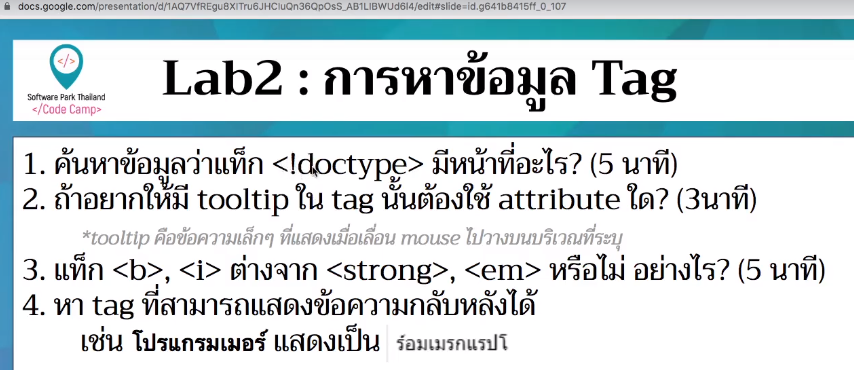 docs.google.com/presentation/d/1AQ7VfREgu8XITru6JHCIuQn36QpOsS_AB1LIBWUd6I4/edit#slide=id.g641b8415ff_0_107
</>
Software Park Thailand
</Code Camp>
Lab2 : การหาข้อมูล Tag
1. ค้นหาข้อมูลว่าแท็ก <!doctype> มีหน้าที่อะไร? (5 นาที)
2. ถ้าอยากให้มี tooltip ใน tag นั้นต้องใช้ attribute ใด? (3นาที)
*tooltip คือข้อความเล็กๆ ที่แสดงเมื่อเลื่อน mouse ไปวางบนบริเวณที่ระบุ
3. แท็ก <b>, <i> ต่างจาก <strong>, <em> หรือไม่ อย่างไร? (5 นาที)
4. หา tag ที่สามารถแสดงข้อความกลับหลังได้
เช่น โปรแกรมเมอร์ แสดงเป็น ร์อมเมรกแรปโ